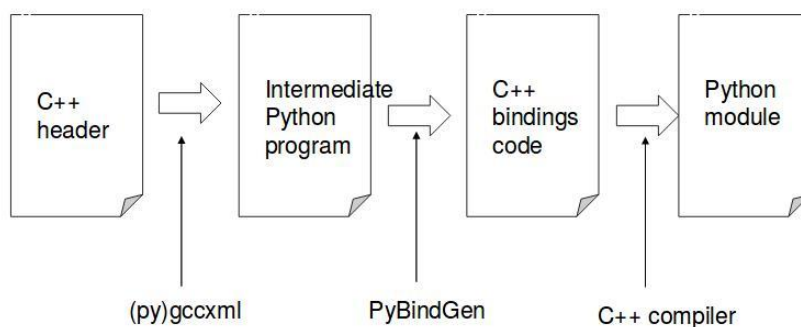 C++
header
Intermediate
Python
program
C++
bindings
code
Python
module
(py)gccxml
PyBindGen
C++ compiler